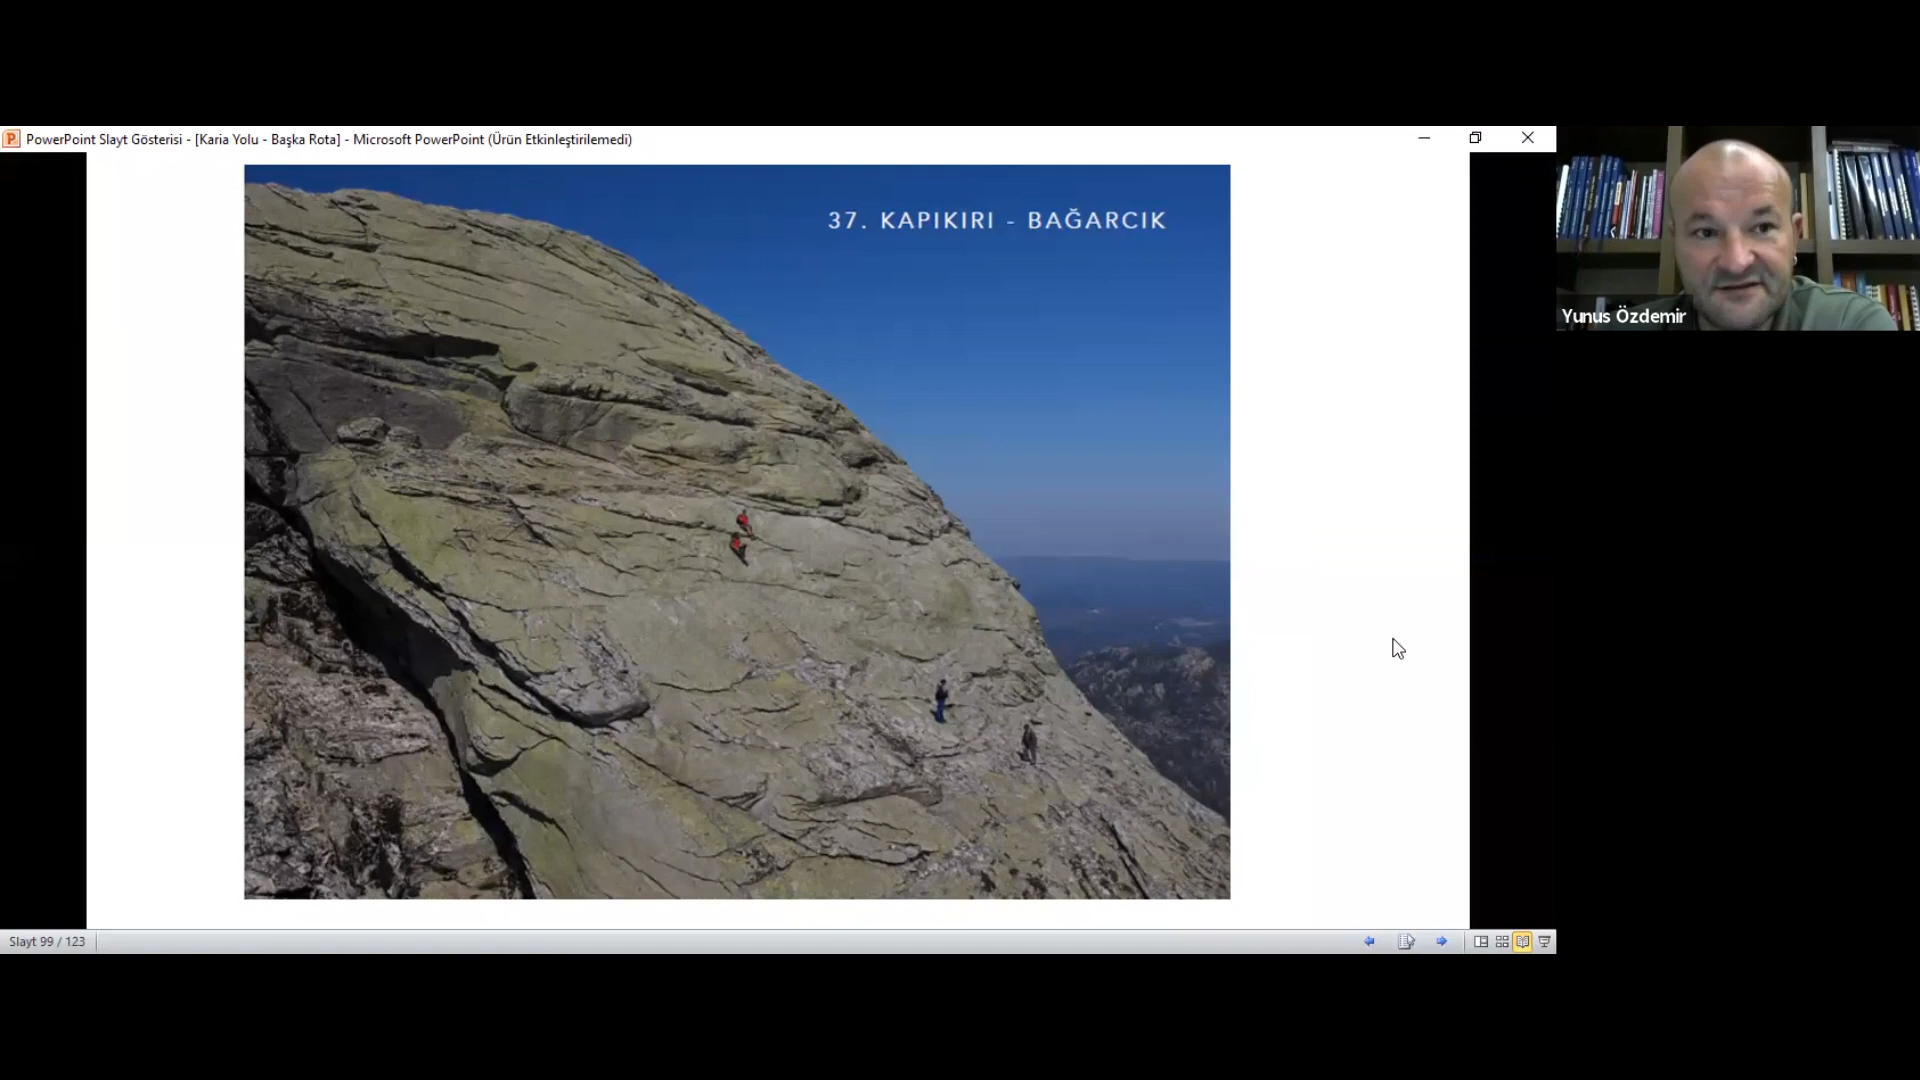 PowerPoint Slayt Gösterisi - [Karia Yolu - Başka Rota] - Microsoft PowerPoint (Ürün Etkinleştirilemedi)
37. KAPIKIRI - BAĞARCIK
Yunus Özdemir
Slayt 99 / 123